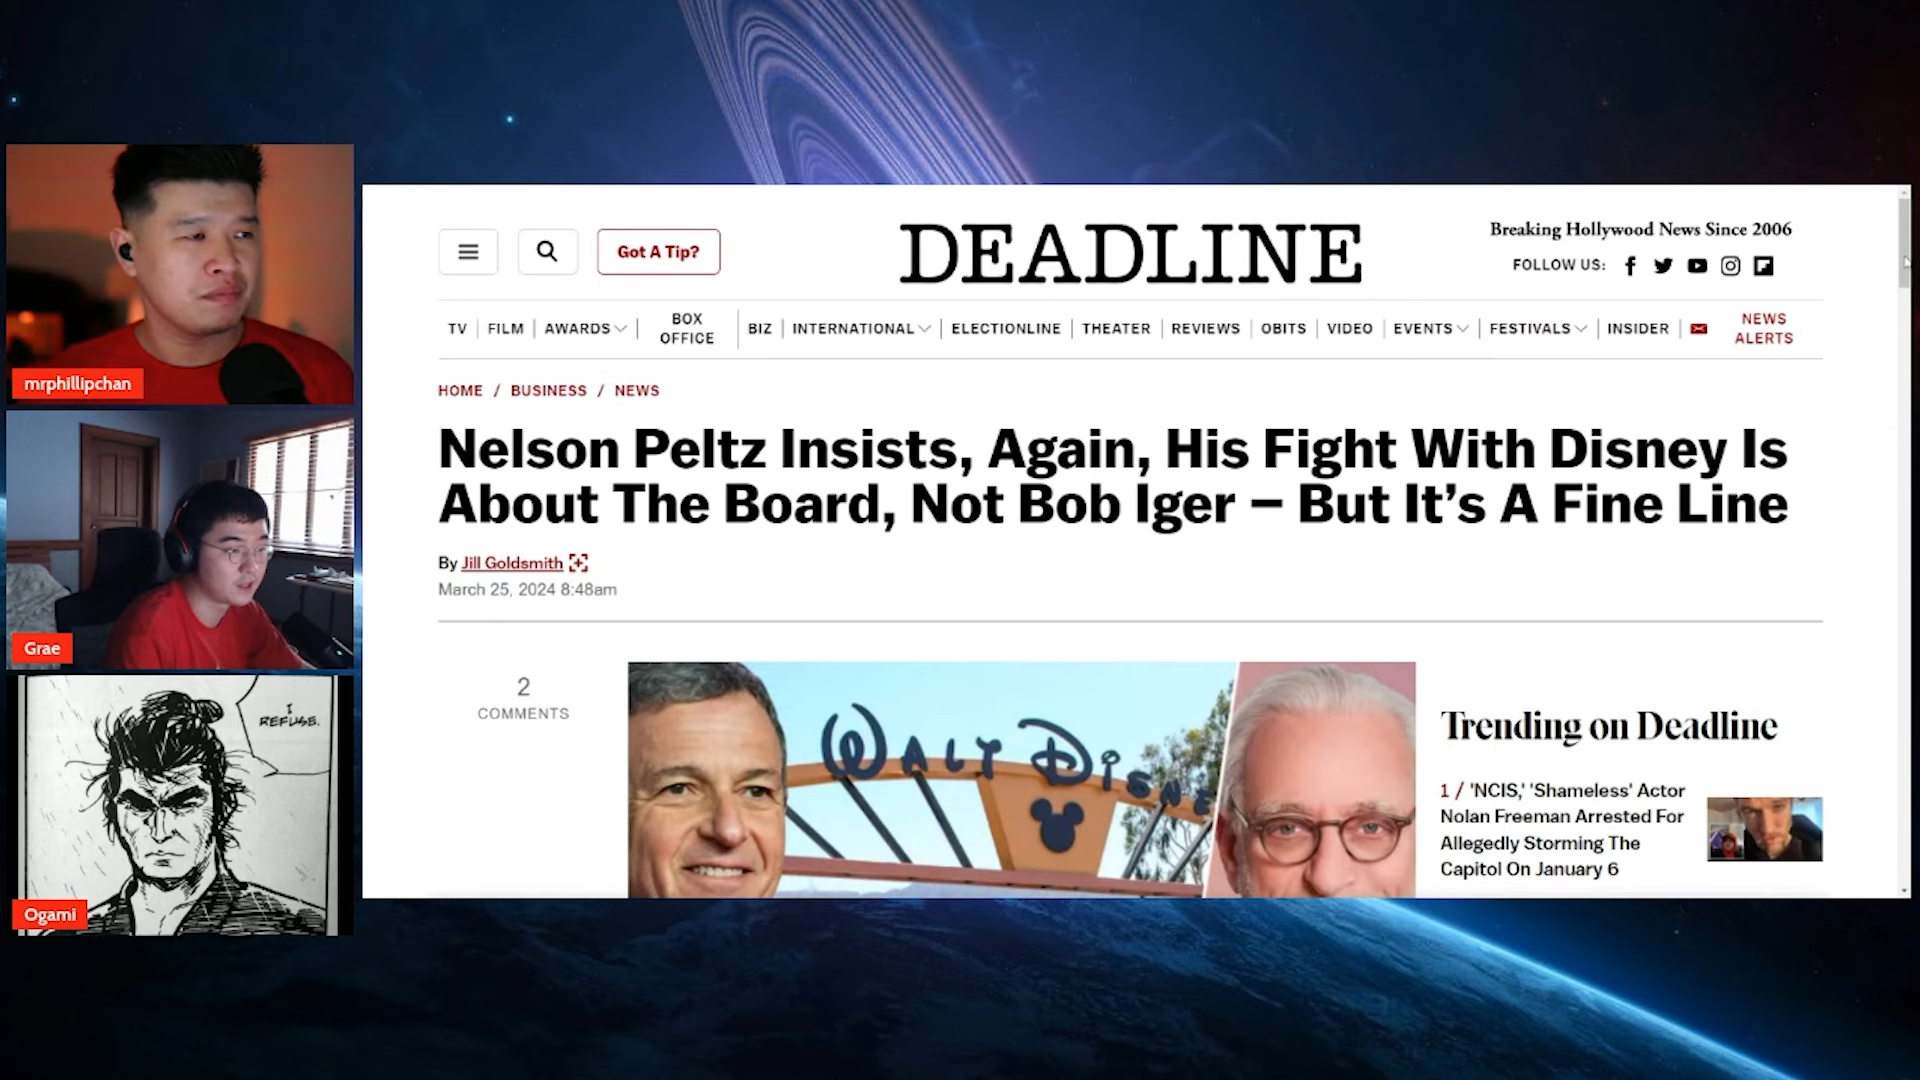 mrphillipchan
Grae
I
REFUSE.
Ogami
Got A Tip?
DEADLINE
Breaking Hollywood News Since 2006
FOLLOW US:
TV FILM AWARDS BOX OFFICE BIZ INTERNATIONAL ELECTIONLINE THEATER REVIEWS OBITS VIDEO EVENTS FESTIVALS INSIDER NEWS ALERTS
HOME / BUSINESS / NEWS
Nelson Peltz Insists, Again, His Fight With Disney Is
About The Board, Not Bob Iger – But It’s A Fine Line
By Jill Goldsmith
March 25, 2024 8:48am
2
COMMENTS
WALT DISNE
Trending on Deadline
1 / 'NCIS,' 'Shameless' Actor
Nolan Freeman Arrested For
Allegedly Storming The
Capitol On January 6